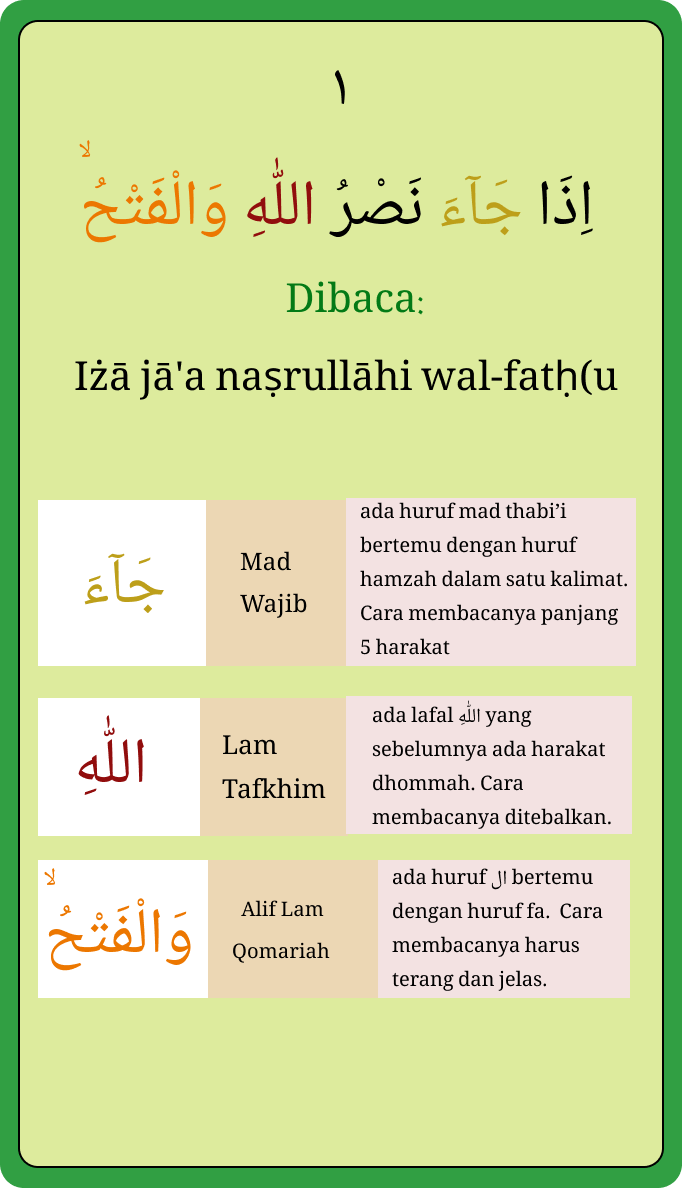 ١
اِذَا جَآءَ نَصْرُ اللّٰهِ وَالْفَتْحُۙ
Dibaca:
Iżā jā'a naṣrullāhi wal-fatḥ(u
جَآءَ
Mad
Wajib
ada huruf mad thabi’i
bertemu dengan huruf
hamzah dalam satu kalimat.
Cara membacanya panjang
5 harakat
اللّٰهِ
Lam
Tafkhim
ada lafal اللّٰهِ yang
sebelumnya ada harakat
dhommah. Cara
membacanya ditebalkan.
وَالْفَتْحُۙ
Alif Lam
Qomariah
ada huruf ال bertemu
dengan huruf fa.  Cara
membacanya harus
terang dan jelas.